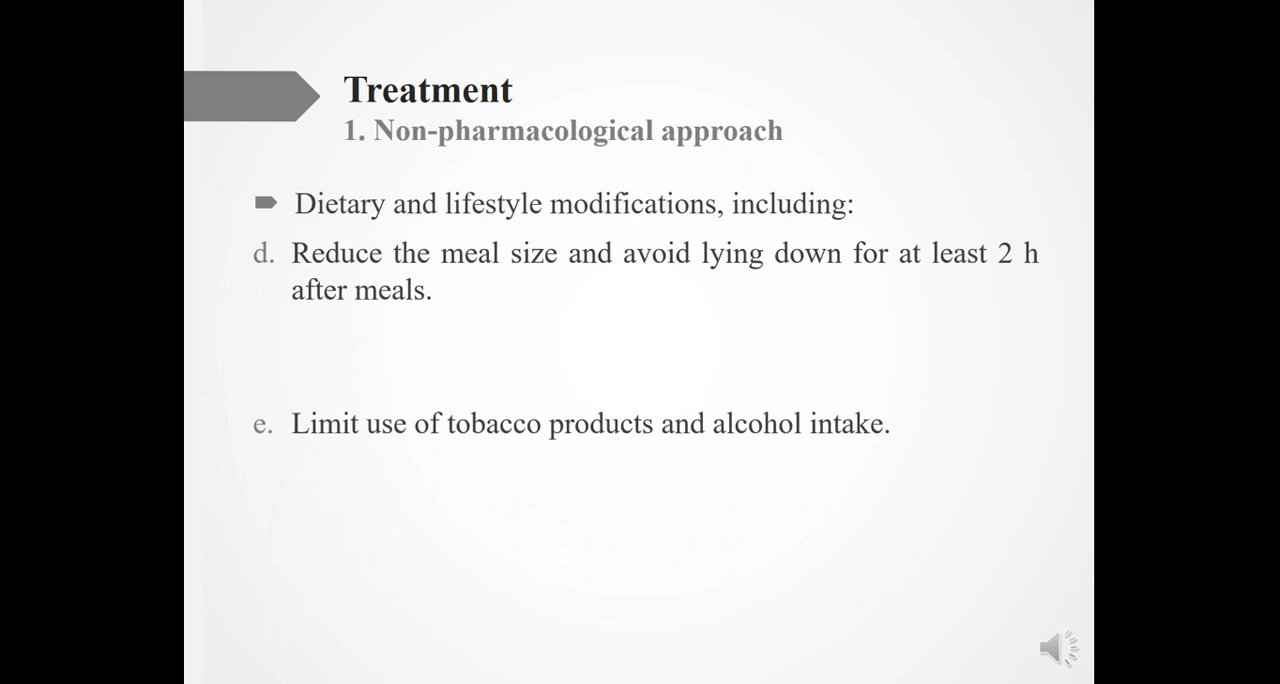 Treatment
1. Non-pharmacological approach
Dietary and lifestyle modifications, including:
d. Reduce the meal size and avoid lying down for at least 2 h
after meals.
e. Limit use of tobacco products and alcohol intake.